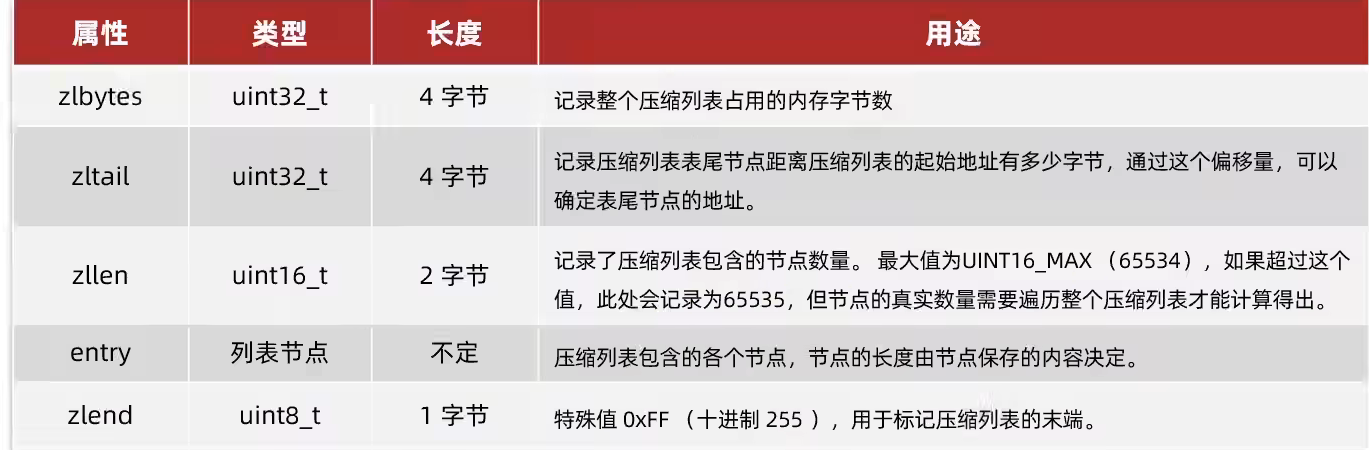 属性 类型 长度 用途
zlbytes uint32_t 4 字节 记录整个压缩列表占用的内存字节数
zltail uint32_t 4 字节 记录压缩列表表尾节点距离压缩列表的起始地址有多少字节，通过这个偏移量，可以
确定表尾节点的地址。
zllen uint16_t 2 字节 记录了压缩列表包含的节点数量。 最大值为UINT16_MAX （65534），如果超过这个
值，此处会记录为65535，但节点的真实数量需要遍历整个压缩列表才能计算得出。
entry 列表节点 不定 压缩列表包含的各个节点，节点的长度由节点保存的内容决定。
zlend uint8_t 1 字节 特殊值 0xFF （十进制 255 ），用于标记压缩列表的末端。